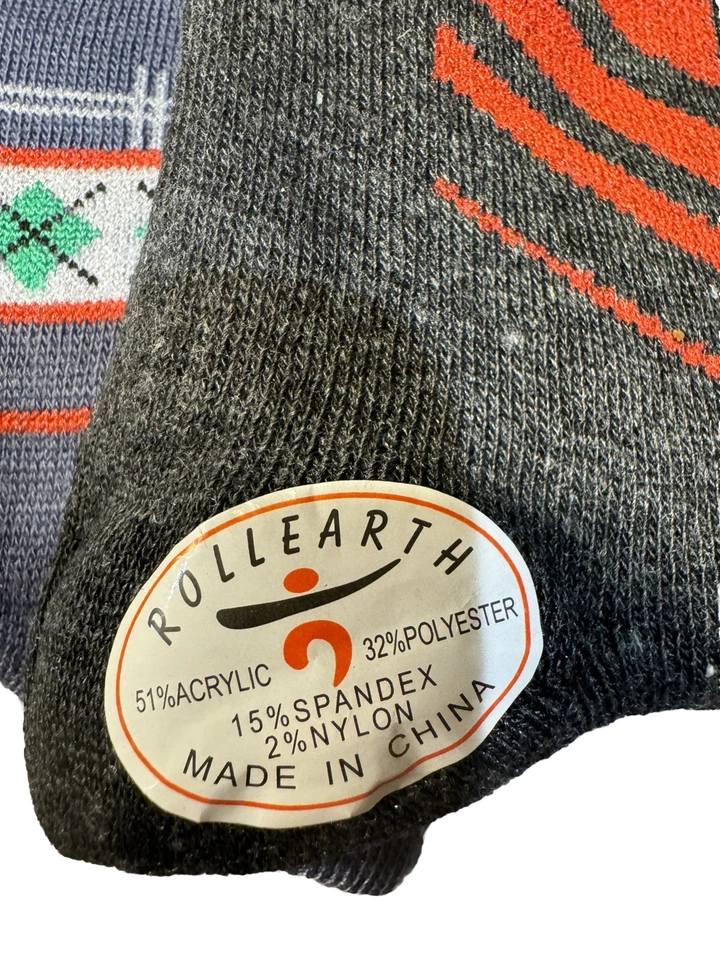 ROLLEARTH
51%ACRYLIC
32%POLYESTER
15%SPANDEX
2%NYLON
MADE IN CHINA